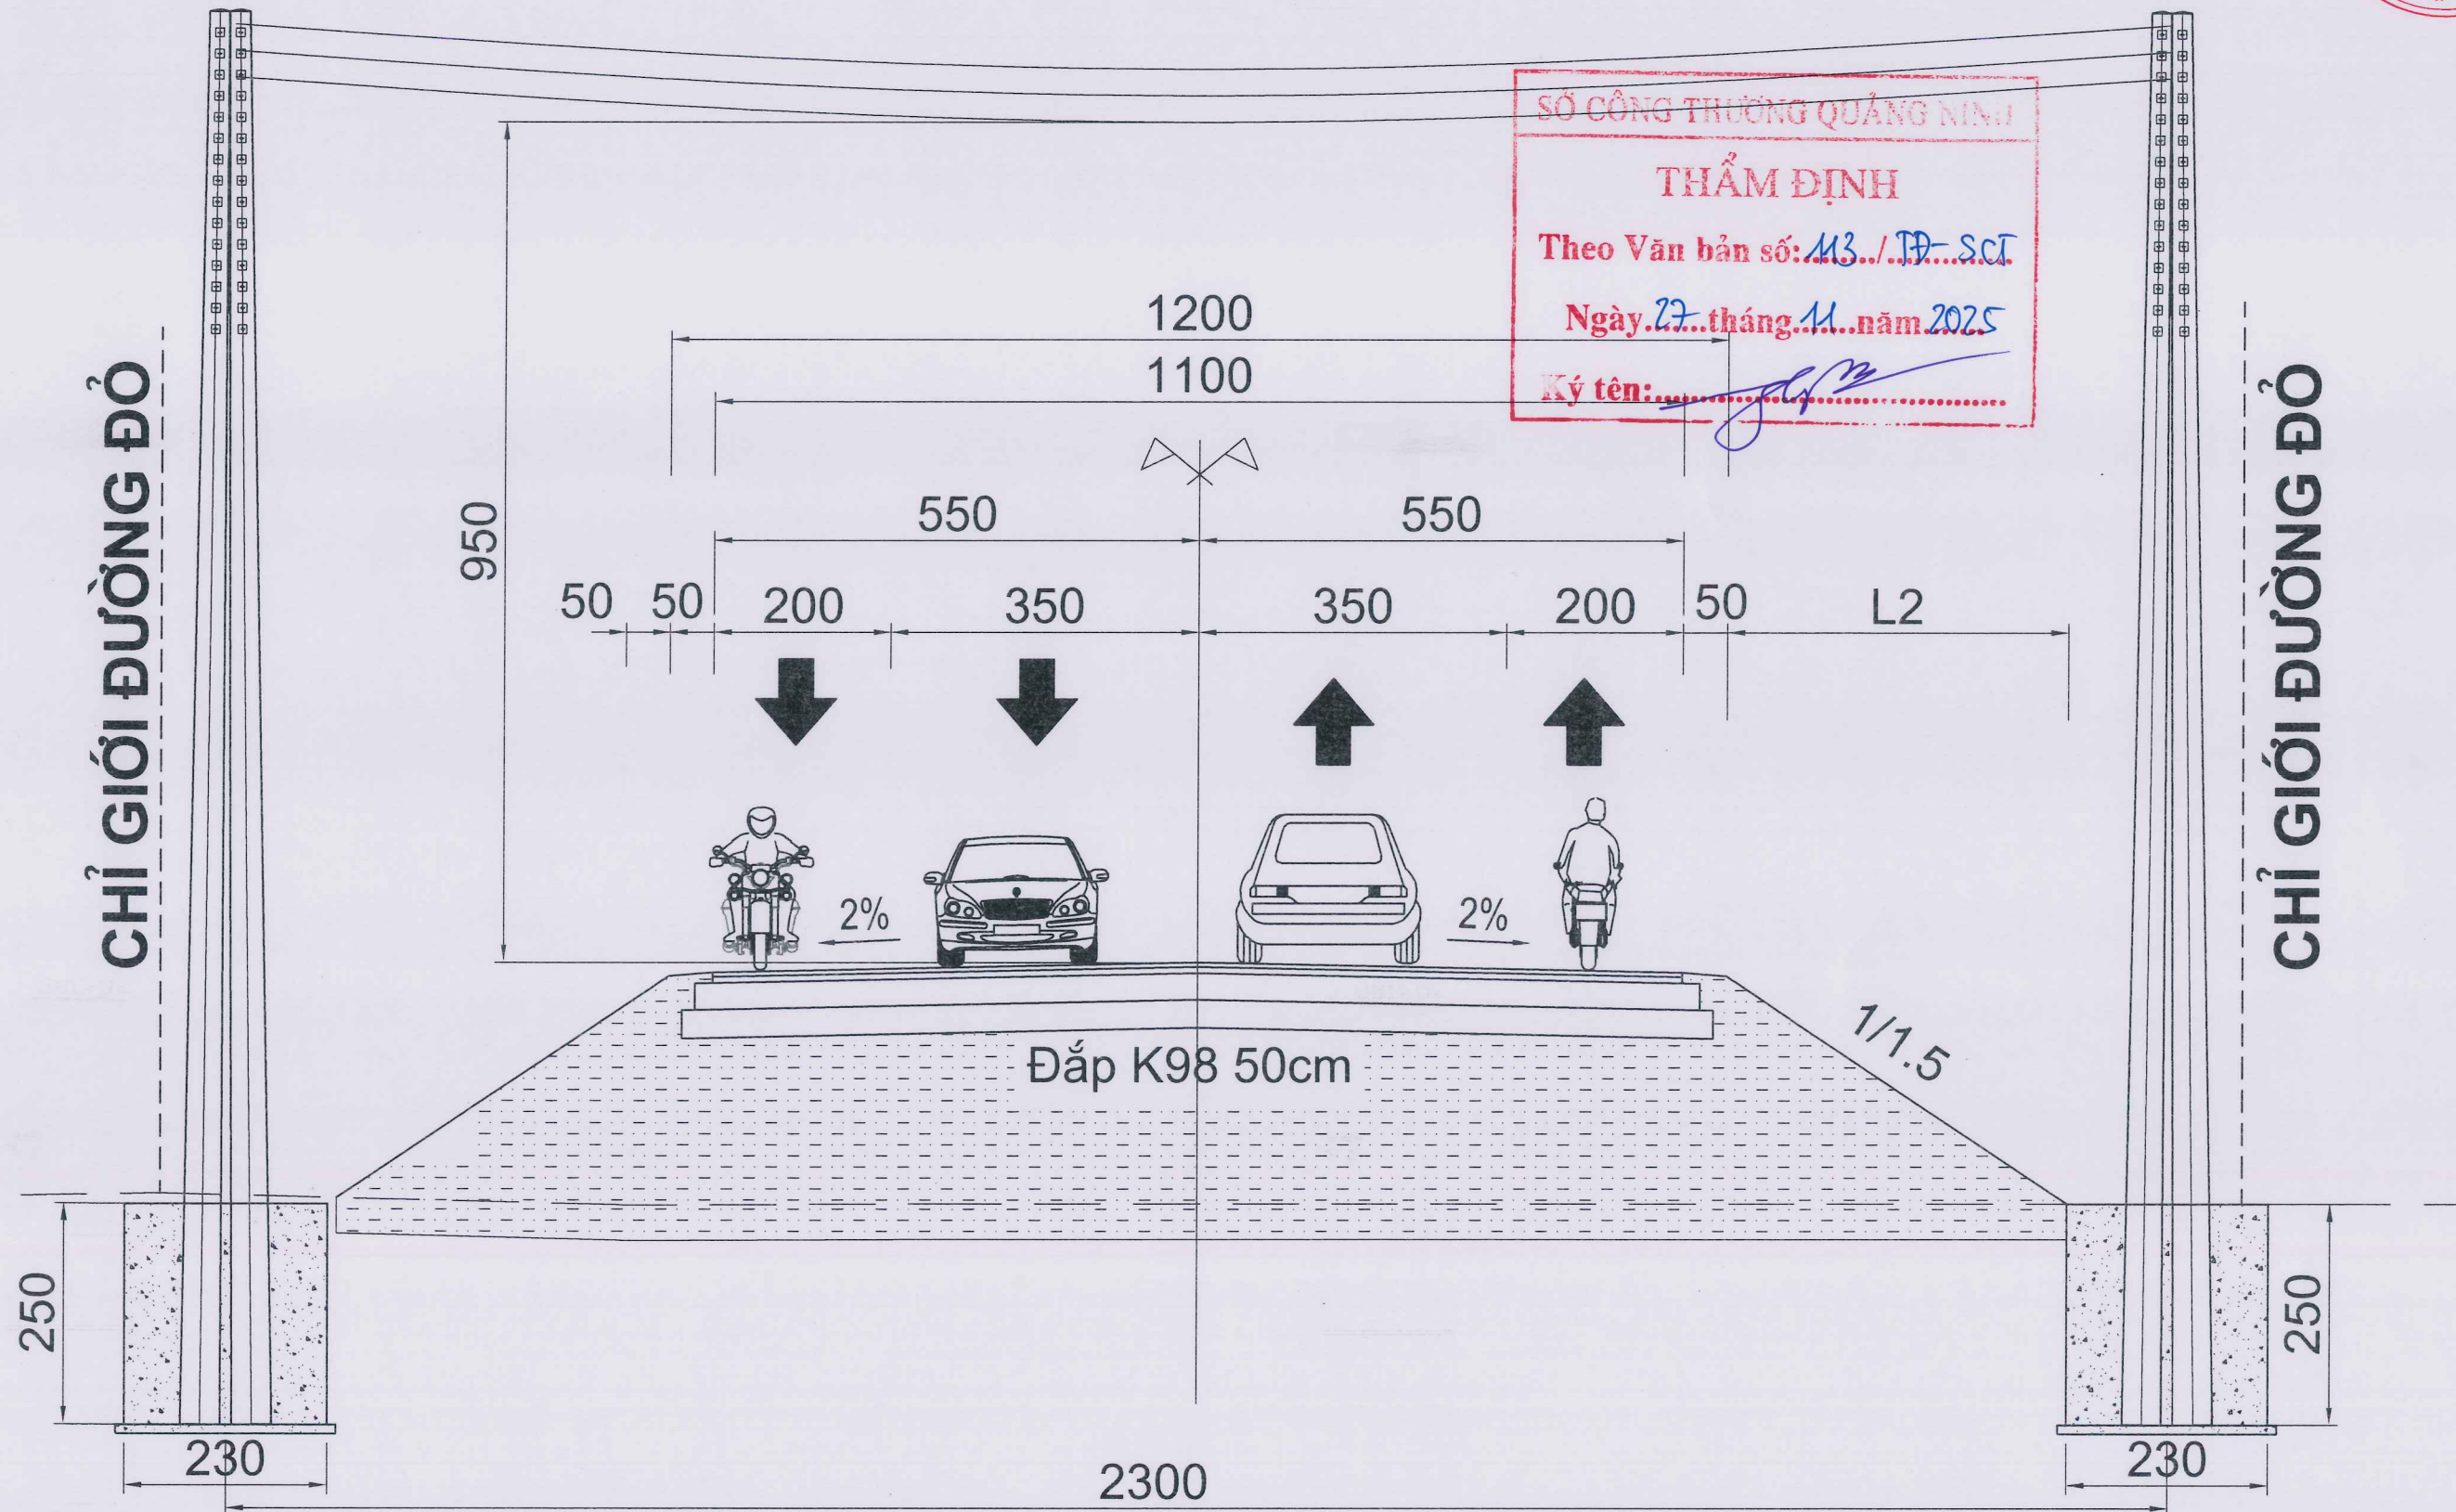 SỞ CÔNG THƯƠNG QUẢNG NINH
THẨM ĐỊNH
Theo Văn bản số: 113 / TĐ-SCT
Ngày 27 tháng 11 năm 2025
Ký tên:
1200
1100
550 550
950
50 50 200 350 350 200 50 L2
CHỈ GIỚI ĐƯỜNG ĐỎ
CHỈ GIỚI ĐƯỜNG ĐỎ
2% 2%
1/1.5
Đắp K98 50cm
250
250
230
230
2300